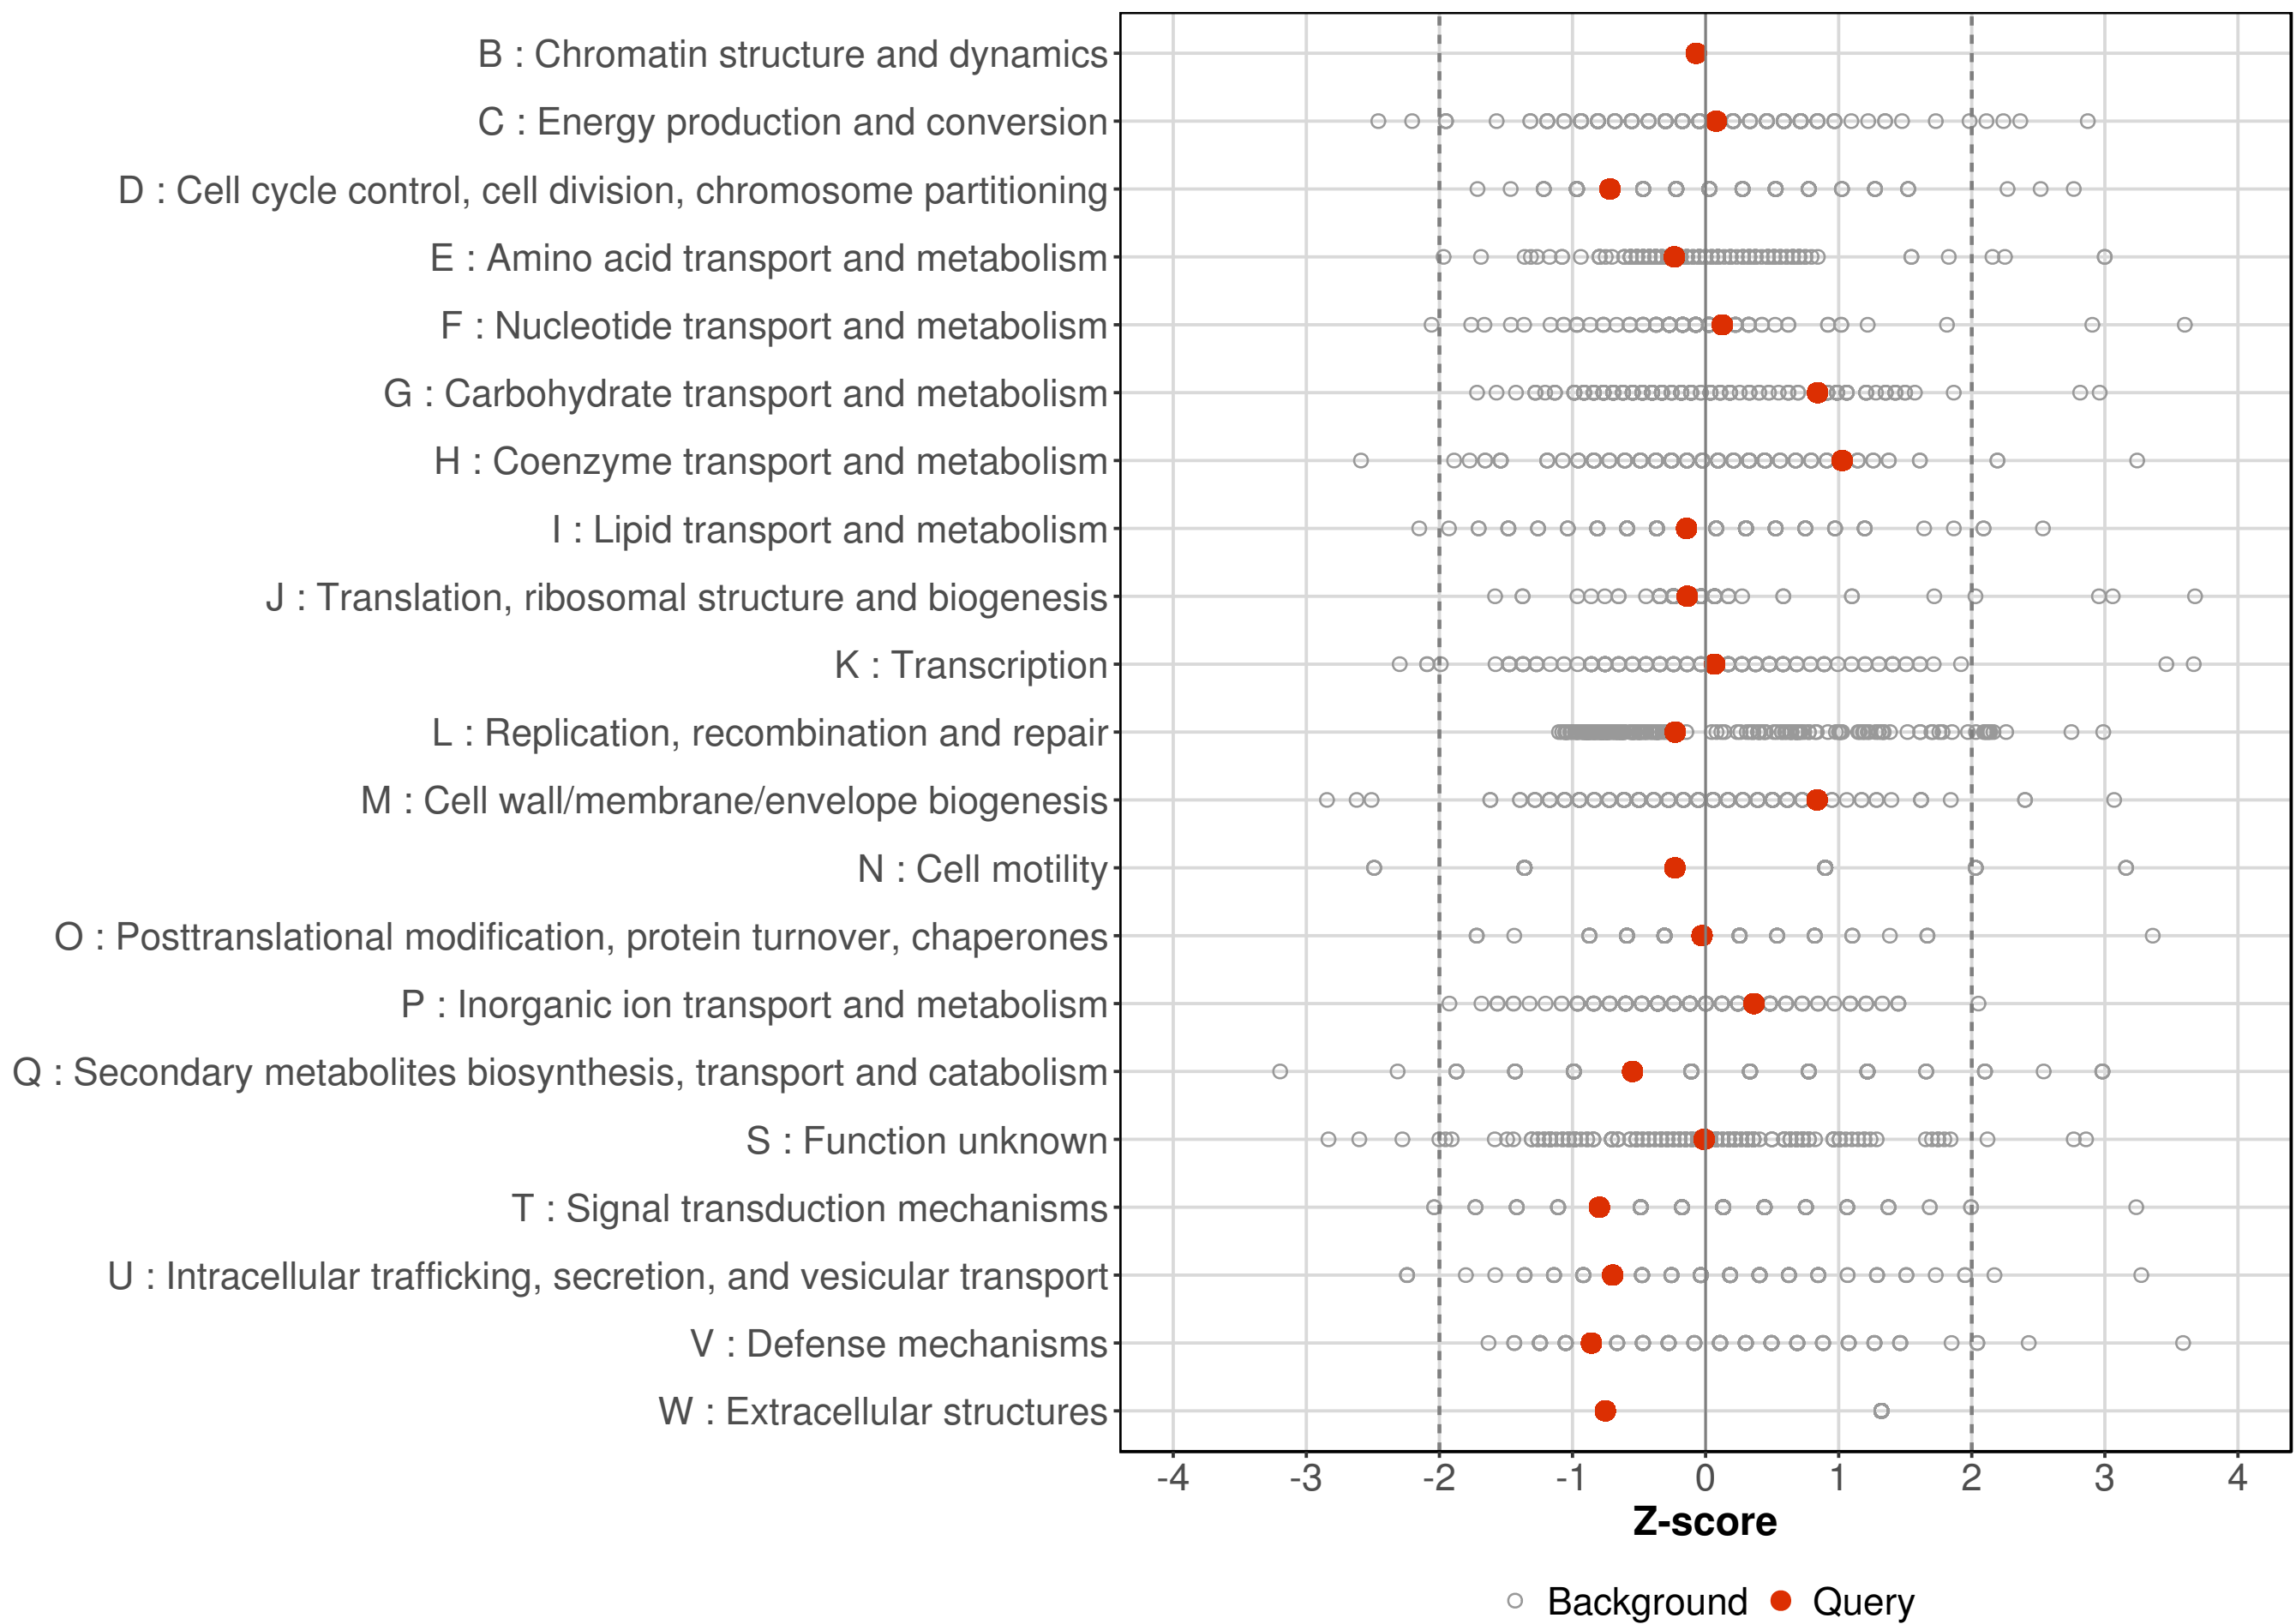 B : Chromatin structure and dynamics
C : Energy production and conversion
D : Cell cycle control, cell division, chromosome partitioning
E : Amino acid transport and metabolism
F : Nucleotide transport and metabolism
G : Carbohydrate transport and metabolism
H : Coenzyme transport and metabolism
I : Lipid transport and metabolism
J : Translation, ribosomal structure and biogenesis
K : Transcription
L : Replication, recombination and repair
M : Cell wall/membrane/envelope biogenesis
N : Cell motility
O : Posttranslational modification, protein turnover, chaperones
P : Inorganic ion transport and metabolism
Q : Secondary metabolites biosynthesis, transport and catabolism
S : Function unknown
T : Signal transduction mechanisms
U : Intracellular trafficking, secretion, and vesicular transport
V : Defense mechanisms
W : Extracellular structures
-4 -3 -2 -1 0 1 2 3 4
Z-score
Background Query